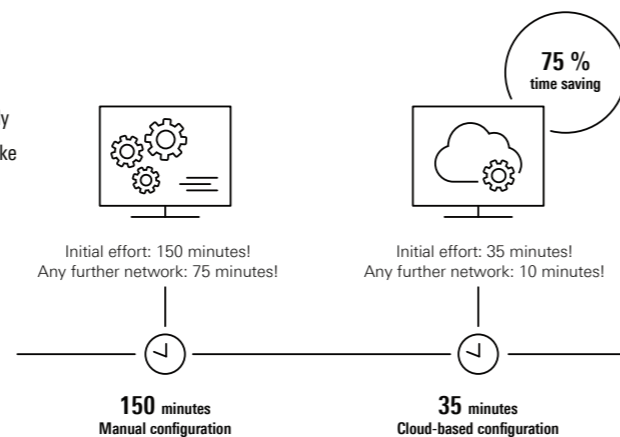 75 %
time saving
y
ke
Initial effort: 150 minutes!
Any further network: 75 minutes!
Initial effort: 35 minutes!
Any further network: 10 minutes!
150 minutes
Manual configuration
35 minutes
Cloud-based configuration